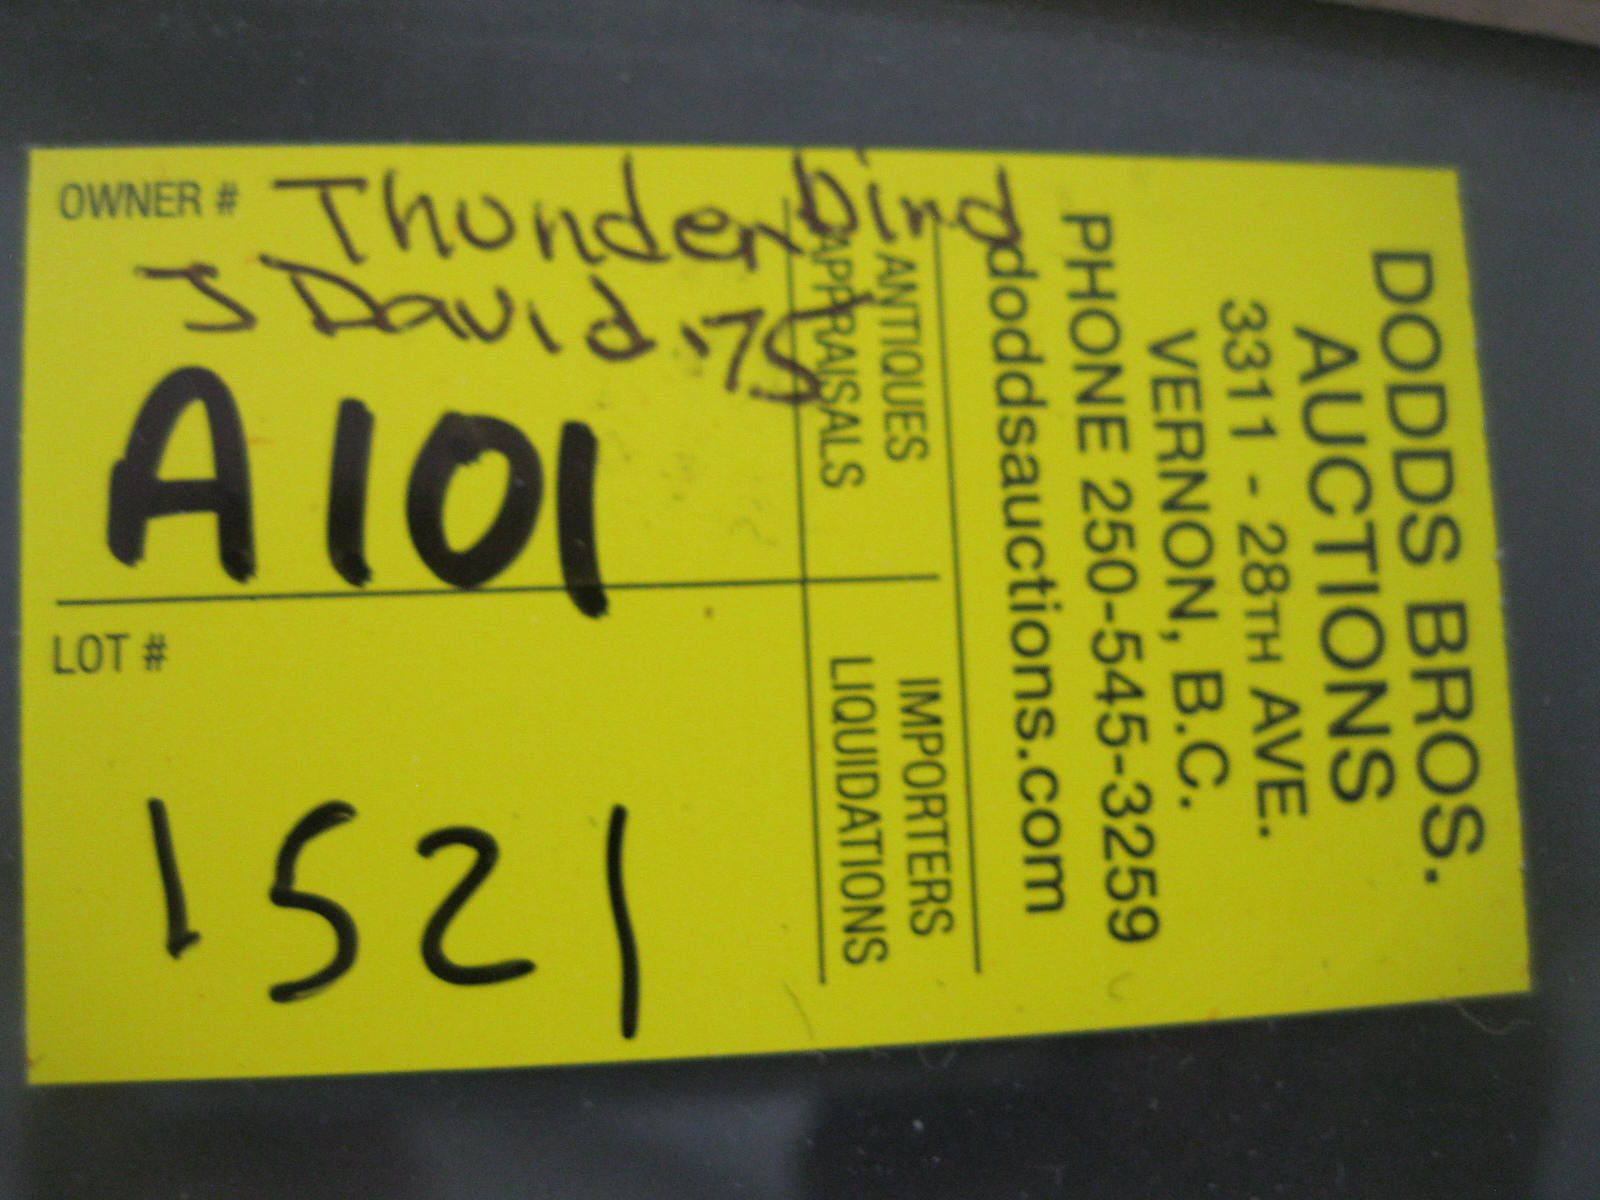 OWNER # Thunderbird
J David .75
A101
LOT #
1521
ANTIQUES
APPRAISALS
IMPORTERS
LIQUIDATIONS
DODDS BROS.
AUCTIONS
3311 - 28TH AVE.
VERNON, B.C.
PHONE 250-545-3259
doddsauctions.com